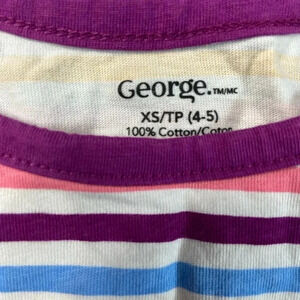 George.TM/MC
XS/TP (4-5)
100% Cotton/Coton